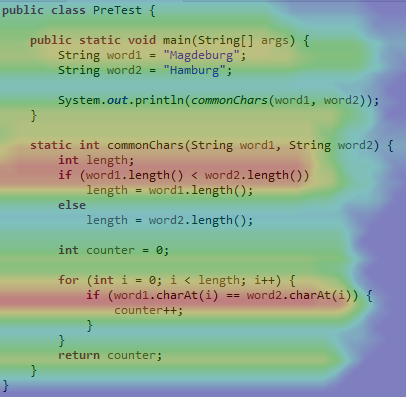 public class PreTest {
public static void main(String[] args) {
String word1 = "Magdeburg";
String word2 = "Hamburg";
System.out.println(commonChars(word1, word2));
}
static int commonChars(String word1, String word2) {
int length;
if (word1.length() < word2.length())
length = word1.length();
else
length = word2.length();
int counter = 0;
for (int i = 0; i < length; i++) {
if (word1.charAt(i) == word2.charAt(i)) {
counter++;
}
}
return counter;
}
}